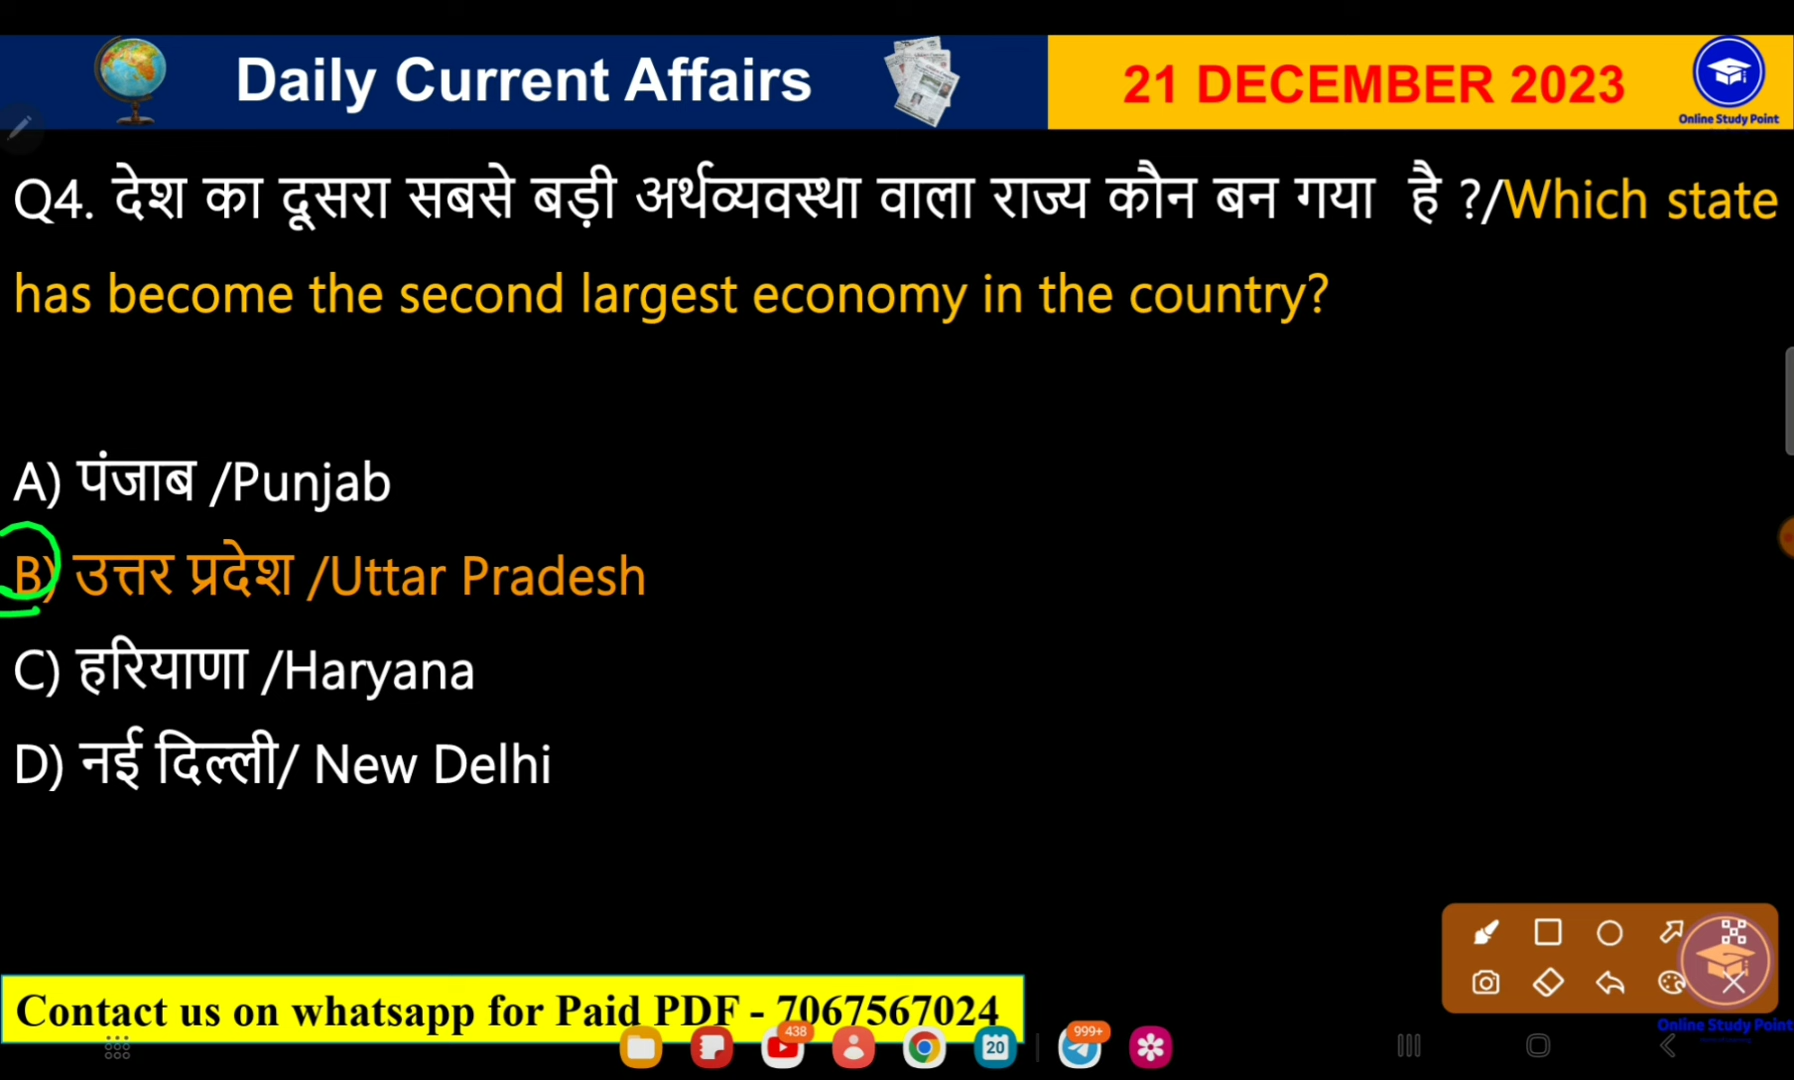 Daily Current Affairs
21 DECEMBER 2023
Online Study Point
Q4. देश का दूसरा सबसे बड़ी अर्थव्यवस्था वाला राज्य कौन बन गया है ?/Which state
has become the second largest economy in the country?
A) पंजाब /Punjab
B) उत्तर प्रदेश /Uttar Pradesh
C) हरियाणा /Haryana
D) नई दिल्ली/ New Delhi
Contact us on whatsapp for Paid PDF - 7067567024
Online Study Point
438
20
999+